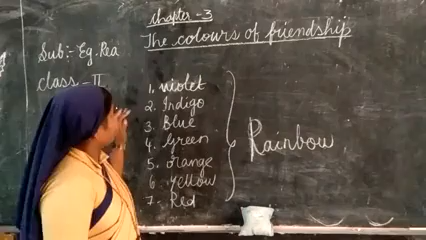 chapter - 3
The colours of friendship
Sub:- Eg. Rea
class - II
1. violet
2. Indigo
3. Blue
4. Green
5. orange
6. yellow
7- Red
Rainbow